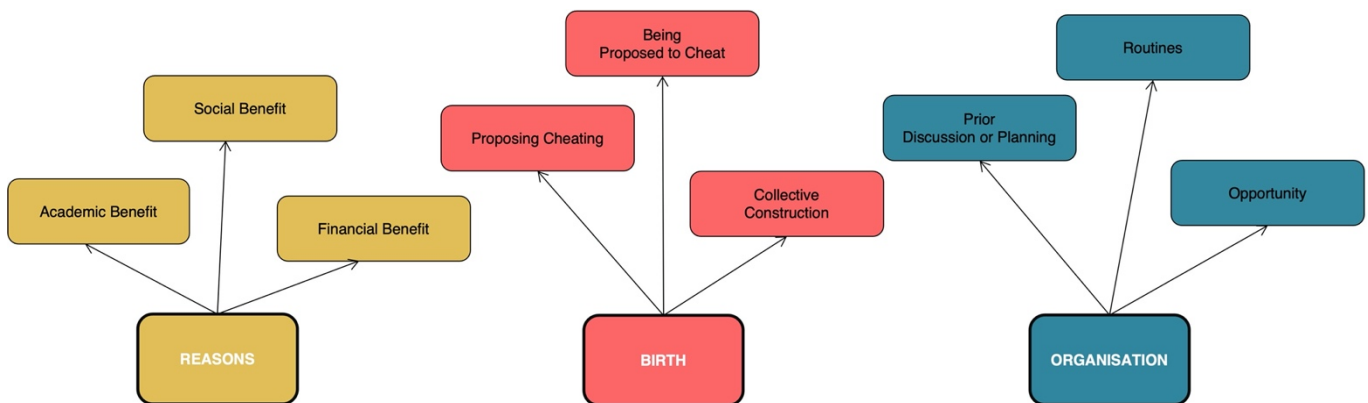 Social Benefit
Academic Benefit
Financial Benefit
REASONS
Being
Proposed to Cheat
Proposing Cheating
Collective
Construction
BIRTH
Routines
Prior
Discussion or Planning
Opportunity
ORGANISATION